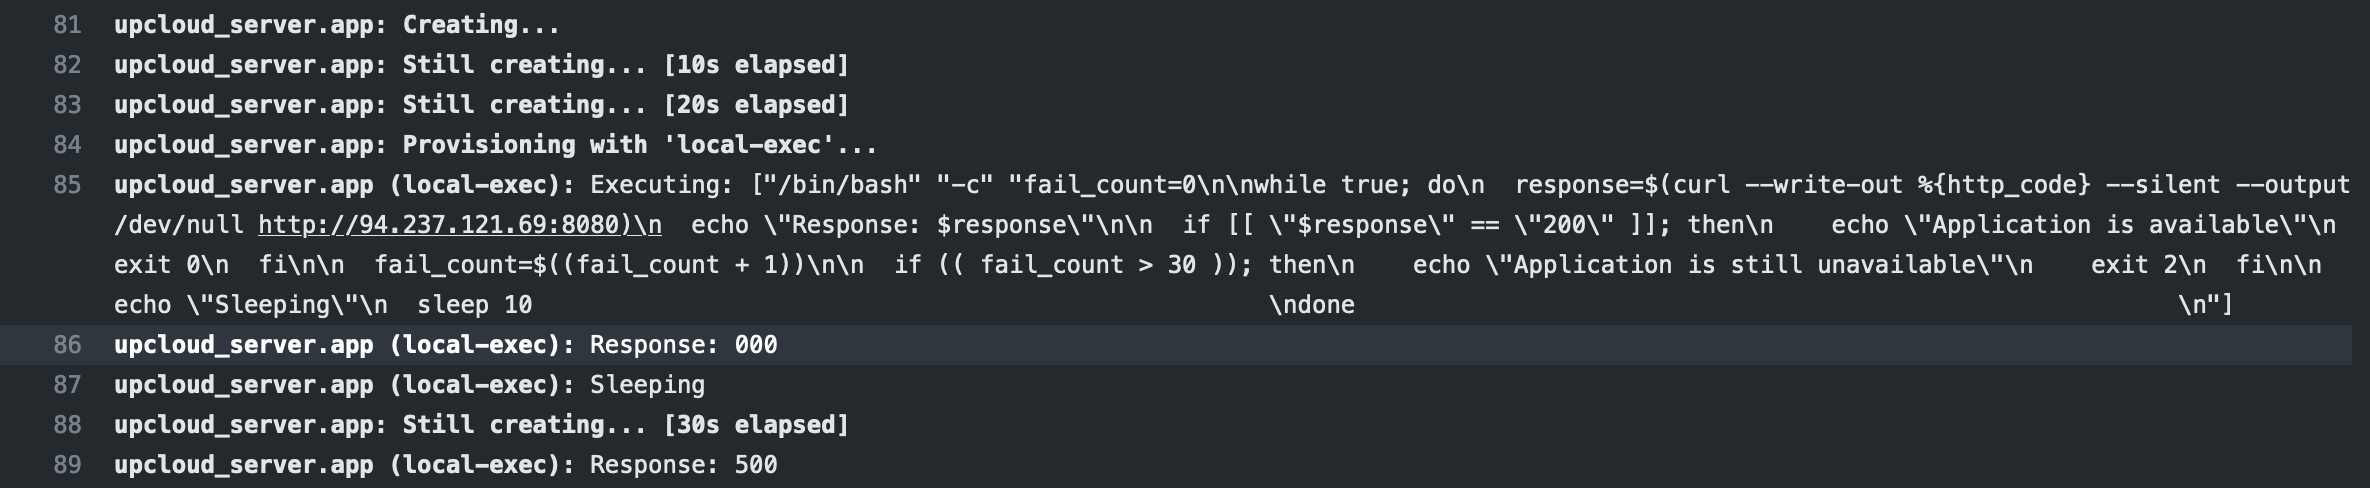 81 upcloud_server.app: Creating...
82 upcloud_server.app: Still creating... [10s elapsed]
83 upcloud_server.app: Still creating... [20s elapsed]
84 upcloud_server.app: Provisioning with 'local-exec'...
85 upcloud_server.app (local-exec): Executing: ["/bin/bash" "-c" "fail_count=0\n\nwhile true; do\n  response=$(curl --write-out %{http_code} --silent --output
/dev/null http://94.237.121.69:8080)\n  echo \"Response: $response\"\n\n  if [[ \"$response\" == \"200\" ]]; then\n    echo \"Application is available\"\n
exit 0\n  fi\n\n  fail_count=$((fail_count + 1))\n\n  if (( fail_count > 30 )); then\n    echo \"Application is still unavailable\"\n    exit 2\n  fi\n\n
echo \"Sleeping\"\n  sleep 10                                                   \ndone                                                         \n"]
86 upcloud_server.app (local-exec): Response: 000
87 upcloud_server.app (local-exec): Sleeping
88 upcloud_server.app: Still creating... [30s elapsed]
89 upcloud_server.app (local-exec): Response: 500